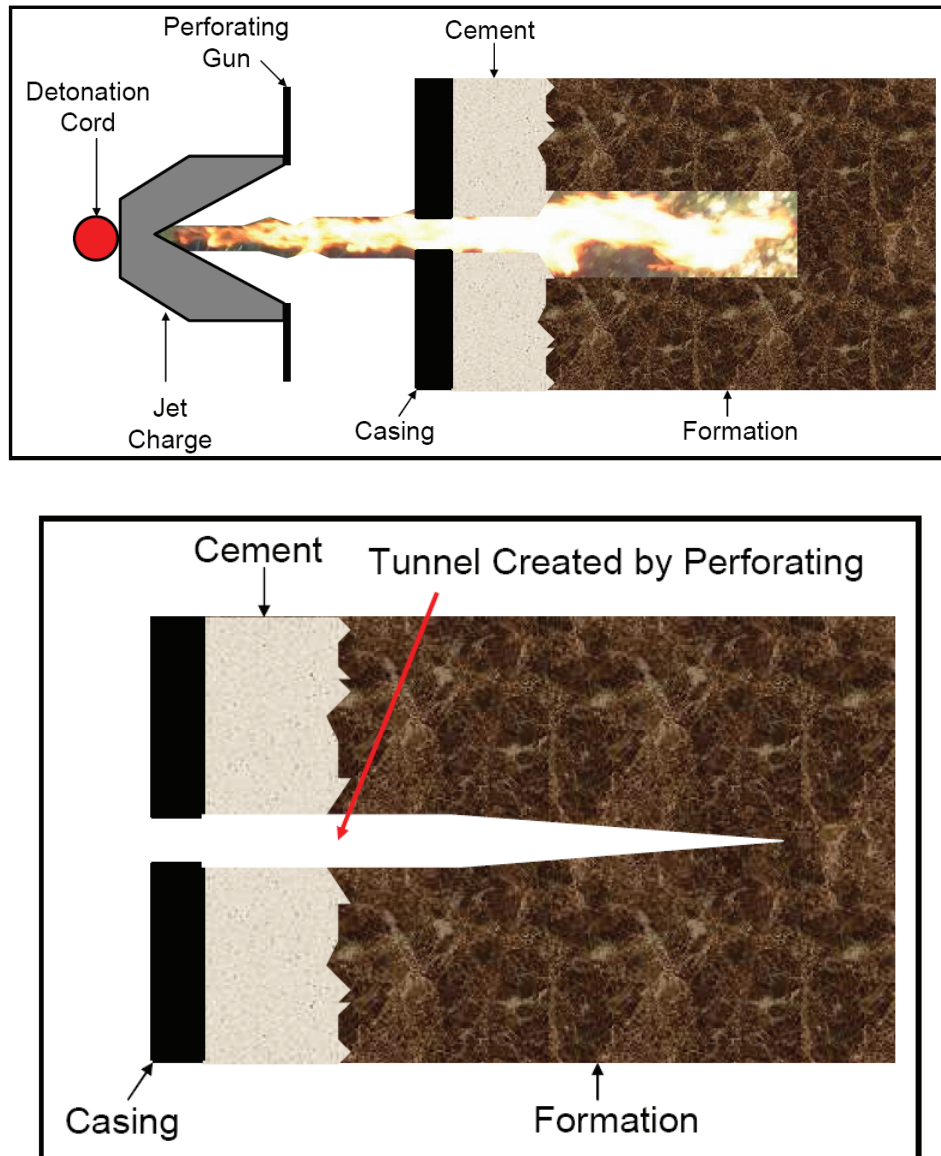 Perforating
Gun
Cement
Detonation
Cord
Jet
Charge
Casing
Formation
Cement
Tunnel Created by Perforating
Casing
Formation